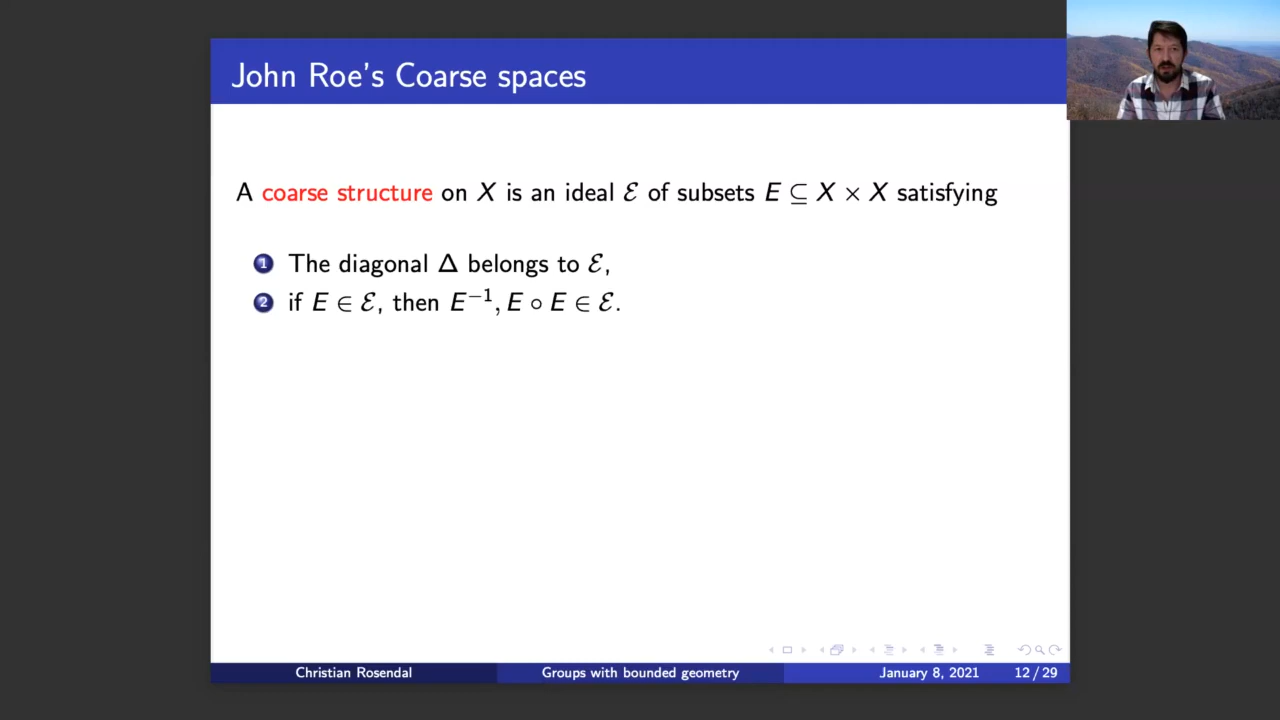 John Roe's Coarse spaces
A coarse structure on X is an ideal ℰ of subsets E ⊆ X × X satisfying
1 The diagonal Δ belongs to ℰ,
2 if E ∈ ℰ, then E⁻¹, E ∘ E ∈ ℰ.
Christian Rosendal Groups with bounded geometry January 8, 2021 12 / 29